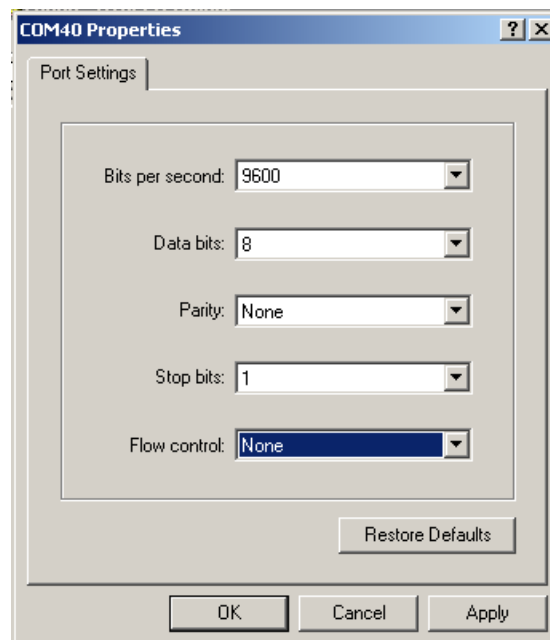 COM40 Properties
Port Settings
Bits per second: 9600
Data bits: 8
Parity: None
Stop bits: 1
Flow control: None
Restore Defaults
OK Cancel Apply